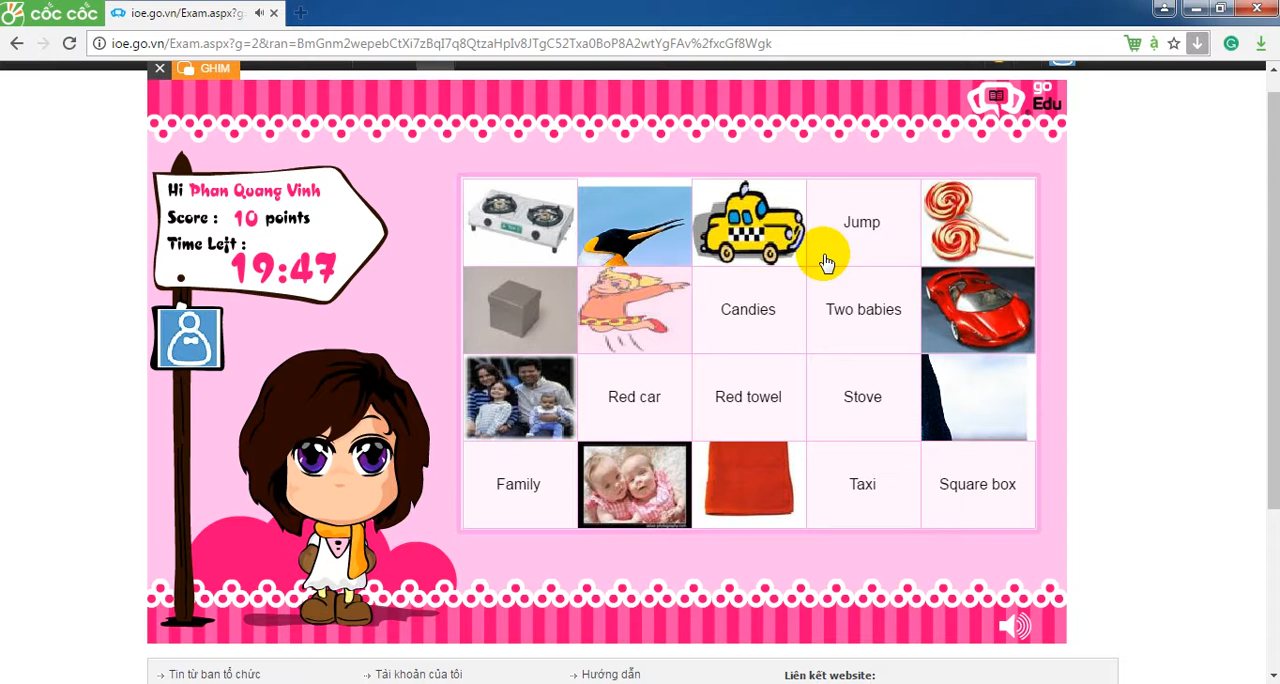 cốc cốc
ioe.go.vn/Exam.aspx?g=
ioe.go.vn/Exam.aspx?g=2&tran=BmGnm2wepebCtXi7zBqI7q8QtzaHpIv8JTgC52Txa0BoP8A2wtYgFAv%2fxcGf8Wgk
GHIM
go
Edu
Hi Phan Quang Vinh
Score : 10 points
Time Left :
19:47
Jump
Candies
Two babies
Red car
Red towel
Stove
Family
Taxi
Square box
Tin từ ban tổ chức
Tài khoản của tôi
Hướng dẫn
Liên kết website: